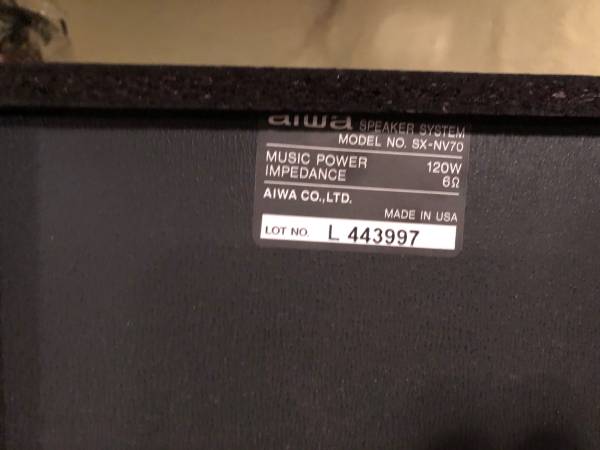 aiwa SPEAKER SYSTEM
MODEL NO. SX-NV70
MUSIC POWER 120W
IMPEDANCE 6Ω
AIWA CO.,LTD.
MADE IN USA
LOT NO. L 443997